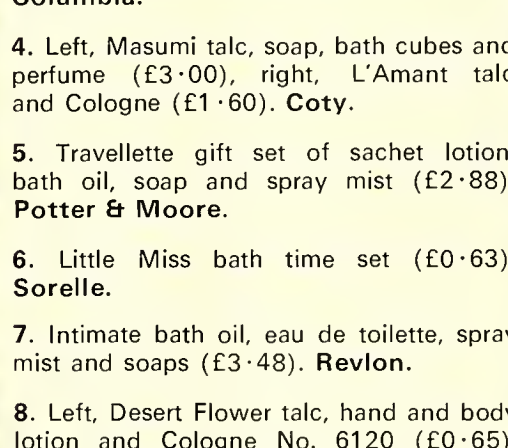 Columbia.
4. Left, Masumi talc, soap, bath cubes and
perfume (£3·00), right, L'Amant talc
and Cologne (£1·60). Coty.
5. Travellette gift set of sachet lotion
bath oil, soap and spray mist (£2·88)
Potter & Moore.
6. Little Miss bath time set (£0·63)
Sorelle.
7. Intimate bath oil, eau de toilette, spray
mist and soaps (£3·48). Revlon.
8. Left, Desert Flower talc, hand and body
lotion and Cologne No. 6120 (£0·65)